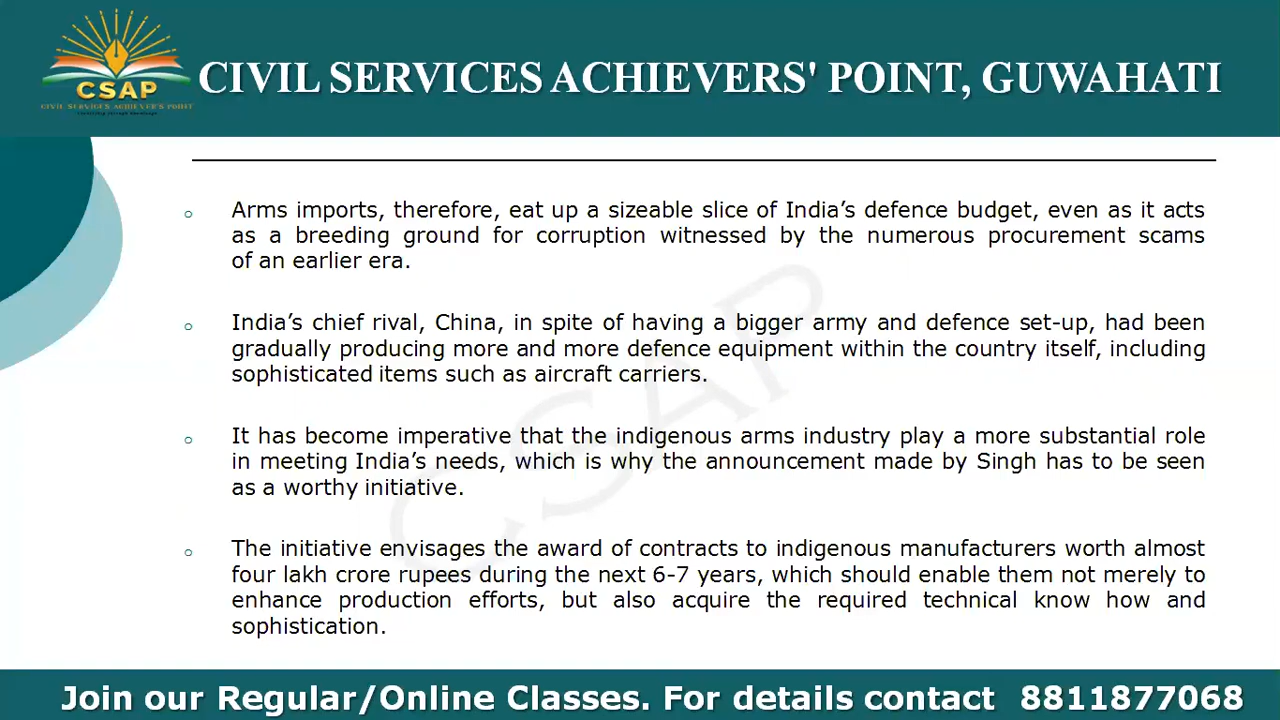 CSAP
CIVIL SERVICES ACHIEVER'S POINT
CIVIL SERVICES ACHIEVERS' POINT, GUWAHATI
Arms imports, therefore, eat up a sizeable slice of India’s defence budget, even as it acts
as a breeding ground for corruption witnessed by the numerous procurement scams
of an earlier era.
India’s chief rival, China, in spite of having a bigger army and defence set-up, had been
gradually producing more and more defence equipment within the country itself, including
sophisticated items such as aircraft carriers.
It has become imperative that the indigenous arms industry play a more substantial role
in meeting India’s needs, which is why the announcement made by Singh has to be seen
as a worthy initiative.
The initiative envisages the award of contracts to indigenous manufacturers worth almost
four lakh crore rupees during the next 6-7 years, which should enable them not merely to
enhance production efforts, but also acquire the required technical know how and
sophistication.
CSAP
Join our Regular/Online Classes. For details contact 8811877068